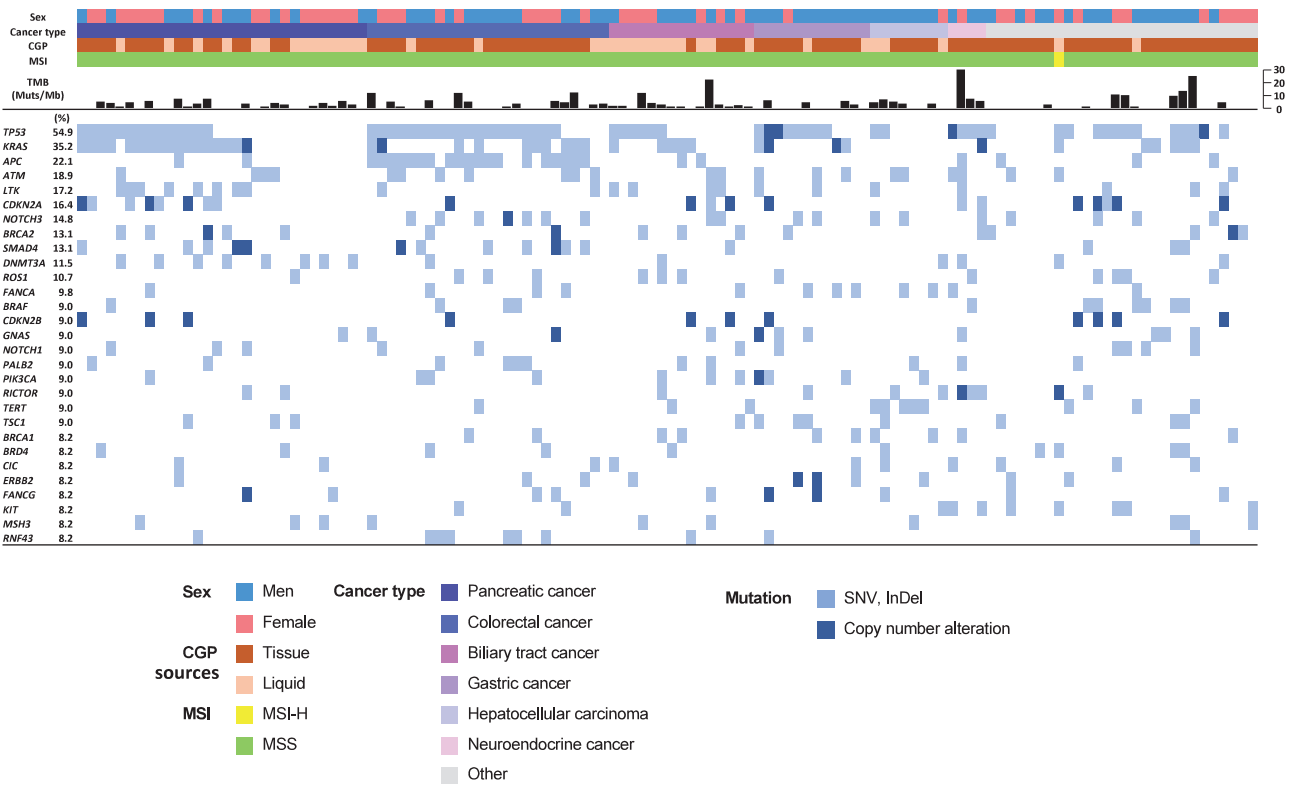 Sex
Cancer type
CGP
MSI
TMB
(Muts/Mb)
30
20
10
0
(%)
TP53 54.9
KRAS 35.2
APC 22.1
ATM 18.9
LTK 17.2
CDKN2A 16.4
NOTCH3 14.8
BRCA2 13.1
SMAD4 13.1
DNMT3A 11.5
ROS1 10.7
FANCA 9.8
BRAF 9.0
CDKN2B 9.0
GNAS 9.0
NOTCH1 9.0
PALB2 9.0
PIK3CA 9.0
RICTOR 9.0
TERT 9.0
TSC1 9.0
BRCA1 8.2
BRD4 8.2
CIC 8.2
ERBB2 8.2
FANCG 8.2
KIT 8.2
MSH3 8.2
RNF43 8.2
Sex
Men
Female
CGP
sources
Tissue
Liquid
MSI
MSI-H
MSS
Cancer type
Pancreatic cancer
Colorectal cancer
Biliary tract cancer
Gastric cancer
Hepatocellular carcinoma
Neuroendocrine cancer
Other
Mutation
SNV, InDel
Copy number alteration